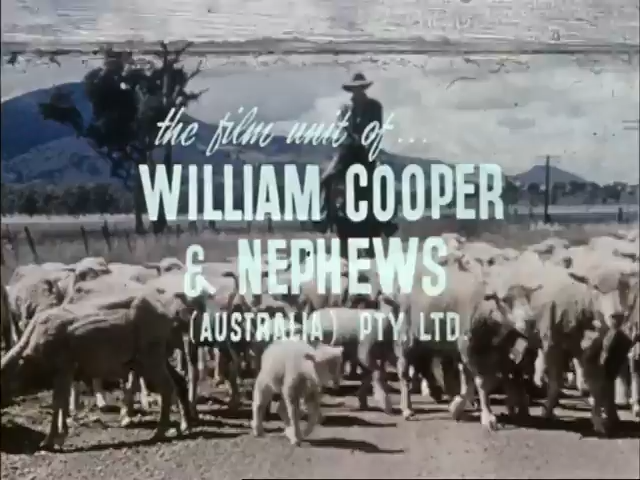 the film unit of...
WILLIAM COOPER
& NEPHEWS
(AUSTRALIA) PTY. LTD.